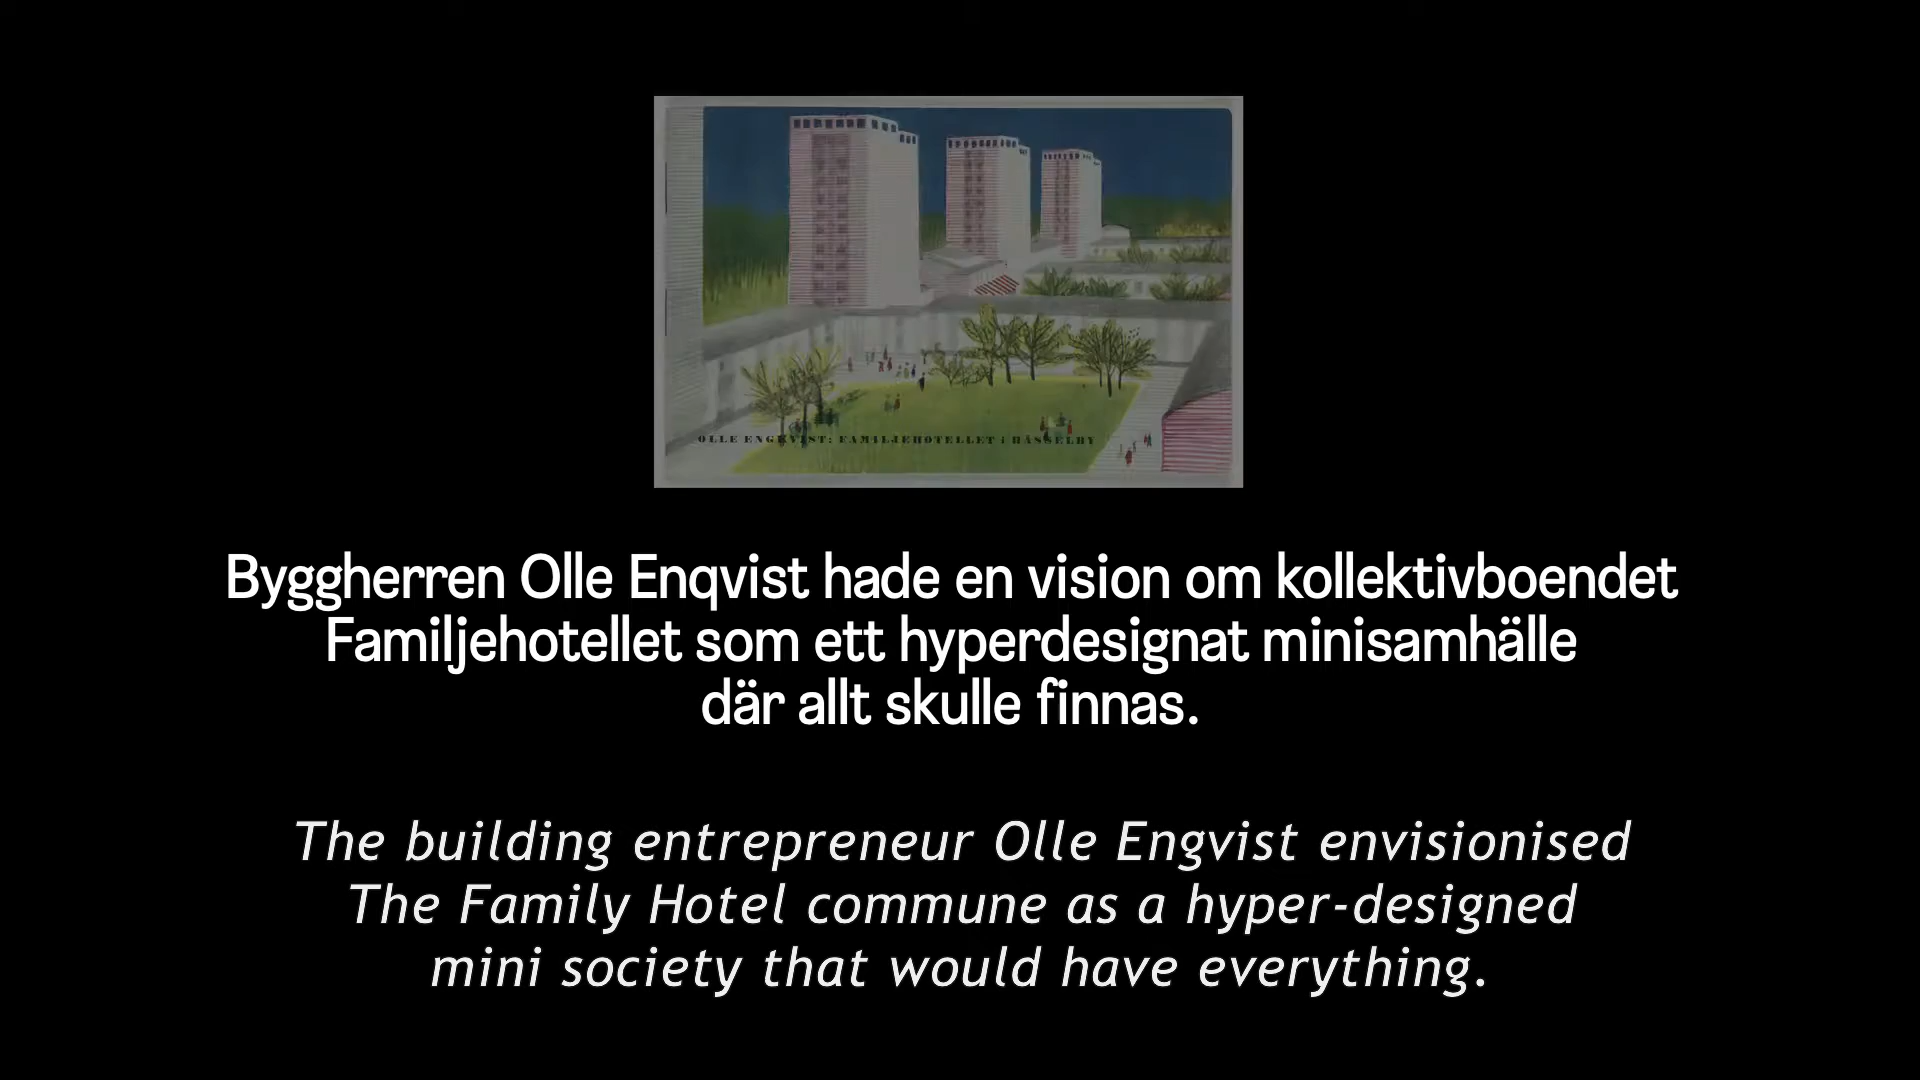 OLLE ENGKVIST: FAMILJEHOTELLET i HÄSSELBY
Byggherren Olle Enqvist hade en vision om kollektivboendet
Familjehotellet som ett hyperdesignat minisamhälle
där allt skulle finnas.
The building entrepreneur Olle Engvist envisionised
The Family Hotel commune as a hyper-designed
mini society that would have everything.